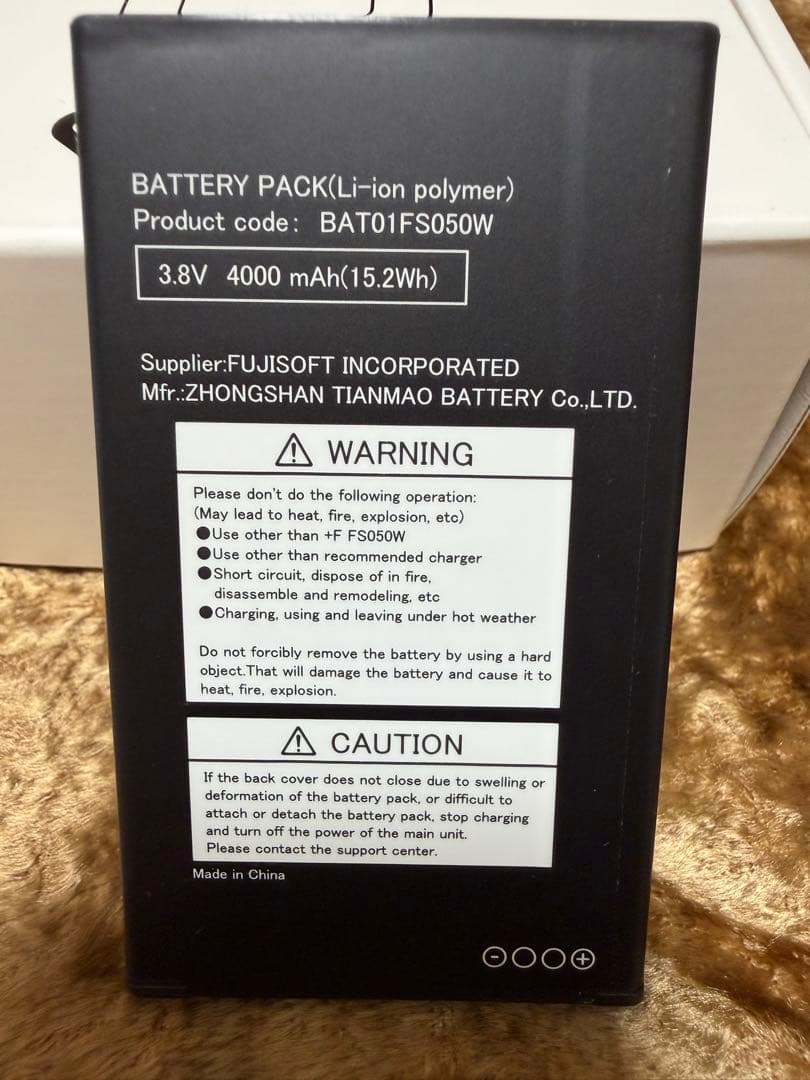 BATTERY PACK(Li-ion polymer)
Product code: BAT01FS050W
3.8V 4000 mAh(15.2Wh)
Supplier:FUJISOFT INCORPORATED
Mfr.:ZHONGSHAN TIANMAO BATTERY Co.,LTD.
⚠ WARNING
Please don't do the following operation:
(May lead to heat, fire, explosion, etc)
●Use other than +F FS050W
●Use other than recommended charger
●Short circuit, dispose of in fire,
disassemble and remodeling, etc
●Charging, using and leaving under hot weather
Do not forcibly remove the battery by using a hard
object.That will damage the battery and cause it to
heat, fire, explosion.
⚠ CAUTION
If the back cover does not close due to swelling or
deformation of the battery pack, or difficult to
attach or detach the battery pack, stop charging
and turn off the power of the main unit.
Please contact the support center.
Made in China
⊖○○⊕